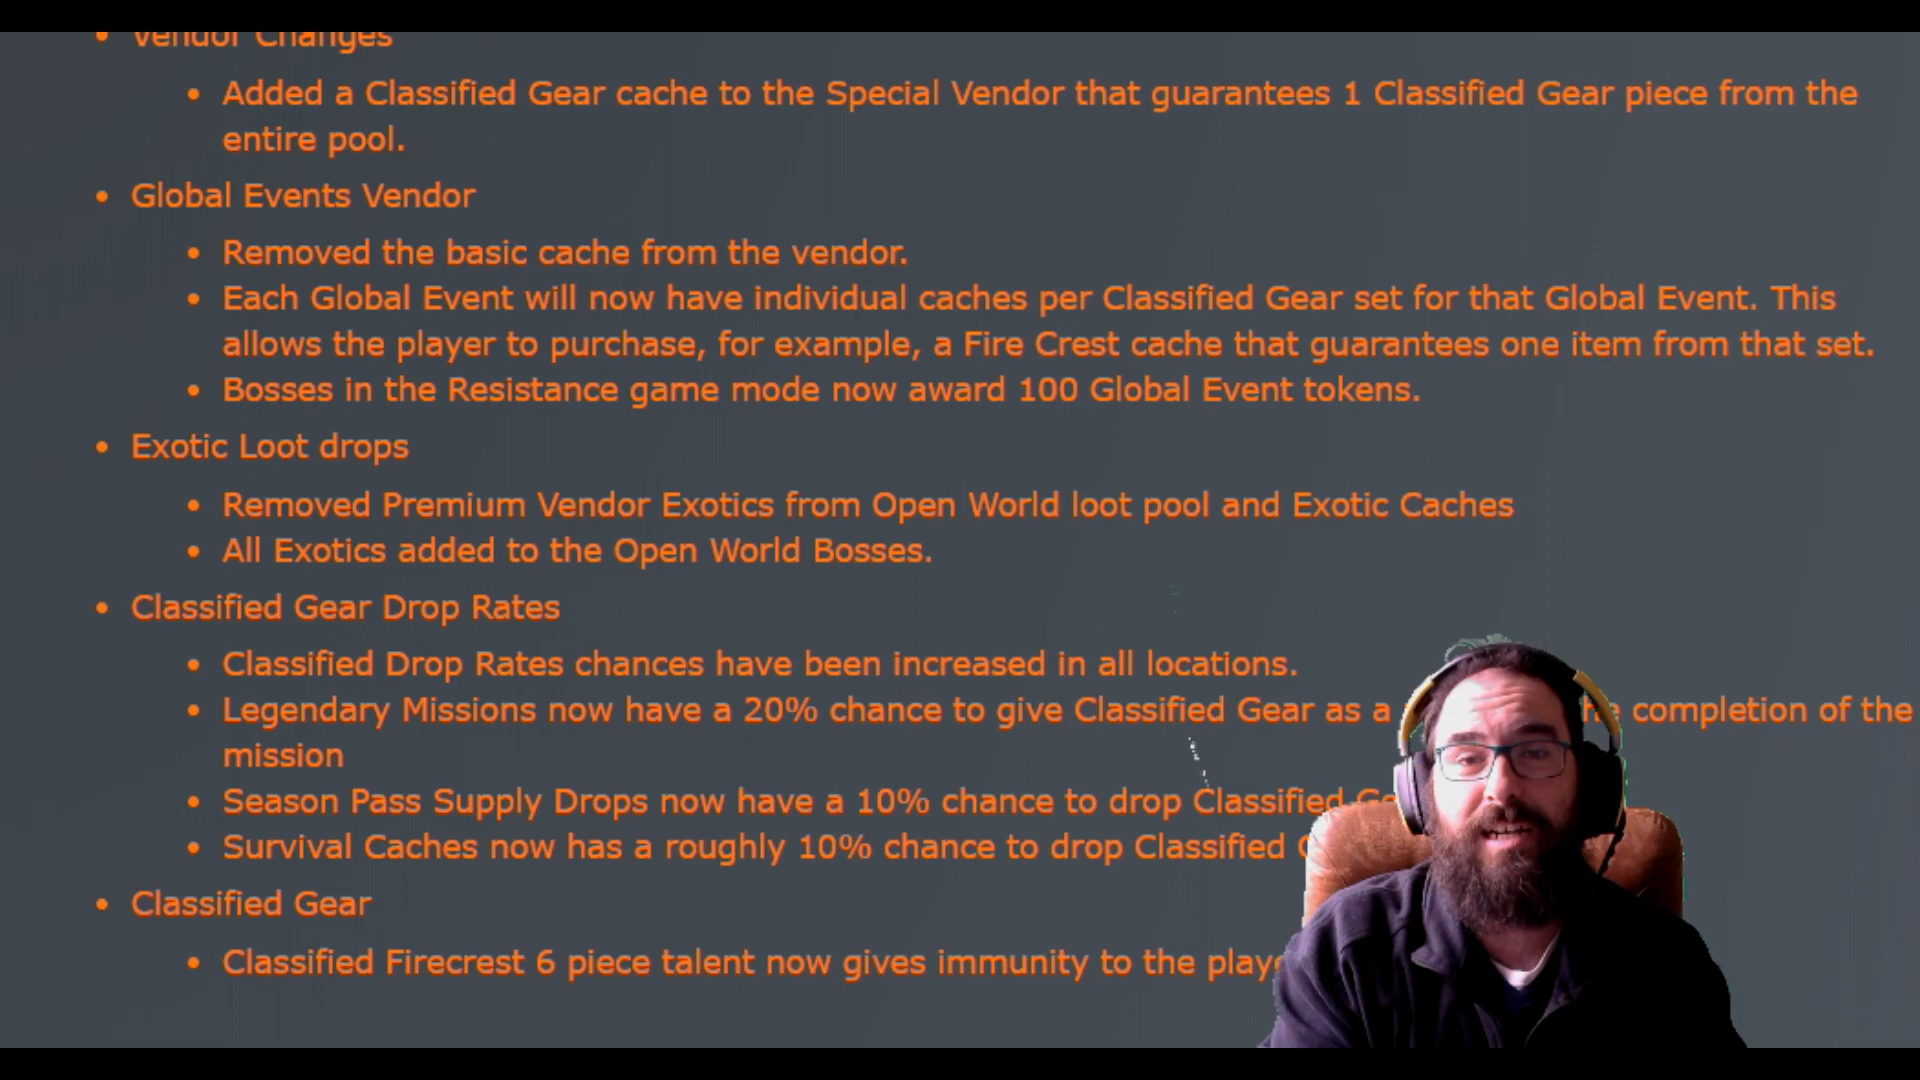 Vendor Changes
Added a Classified Gear cache to the Special Vendor that guarantees 1 Classified Gear piece from the
entire pool.
Global Events Vendor
Removed the basic cache from the vendor.
Each Global Event will now have individual caches per Classified Gear set for that Global Event. This
allows the player to purchase, for example, a Fire Crest cache that guarantees one item from that set.
Bosses in the Resistance game mode now award 100 Global Event tokens.
Exotic Loot drops
Removed Premium Vendor Exotics from Open World loot pool and Exotic Caches
All Exotics added to the Open World Bosses.
Classified Gear Drop Rates
Classified Drop Rates chances have been increased in all locations.
Legendary Missions now have a 20% chance to give Classified Gear as a completion of the
mission
Season Pass Supply Drops now have a 10% chance to drop Classified
Survival Caches now has a roughly 10% chance to drop Classified
Classified Gear
Classified Firecrest 6 piece talent now gives immunity to the